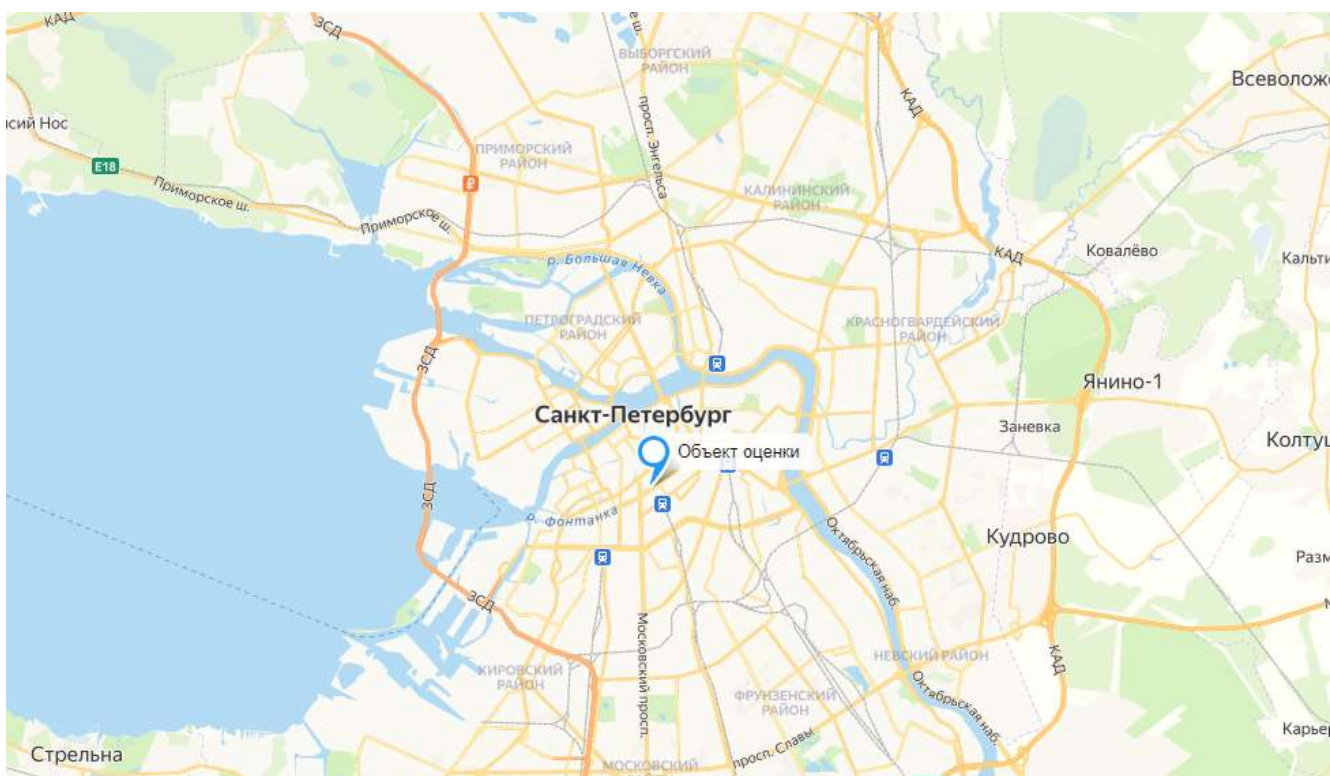 КАД
ЗСД
ВЫБОРГСКИЙ
РАЙОН
КАД
Всеволож
сий Нос
просп. Энгельса
ПРИМОРСКИЙ
РАЙОН
E18
Приморское ш.
КАЛИНИНСКИЙ
РАЙОН
Приморское ш.
КАД
Ковалёво
Кальти
р. Большая Невка
ПЕТРОГРАДСКИЙ
РАЙОН
КРАСНОГВАРДЕЙСКИЙ
РАЙОН
ЗСД
Янино-1
Санкт-Петербург
Заневка
Колтуш
Объект оценки
ЗСД
р. Фонтанка
Октябрьская наб.
Кудрово
Разм
ЗСД
Московский просп.
КИРОВСКИЙ
РАЙОН
НЕВСКИЙ РАЙОН
КАД
Октябрьская наб.
ФРУНЗЕНСКИЙ
РАЙОН
Карьер
просп. Славы
Стрельна
МОСКОВСКИЙ